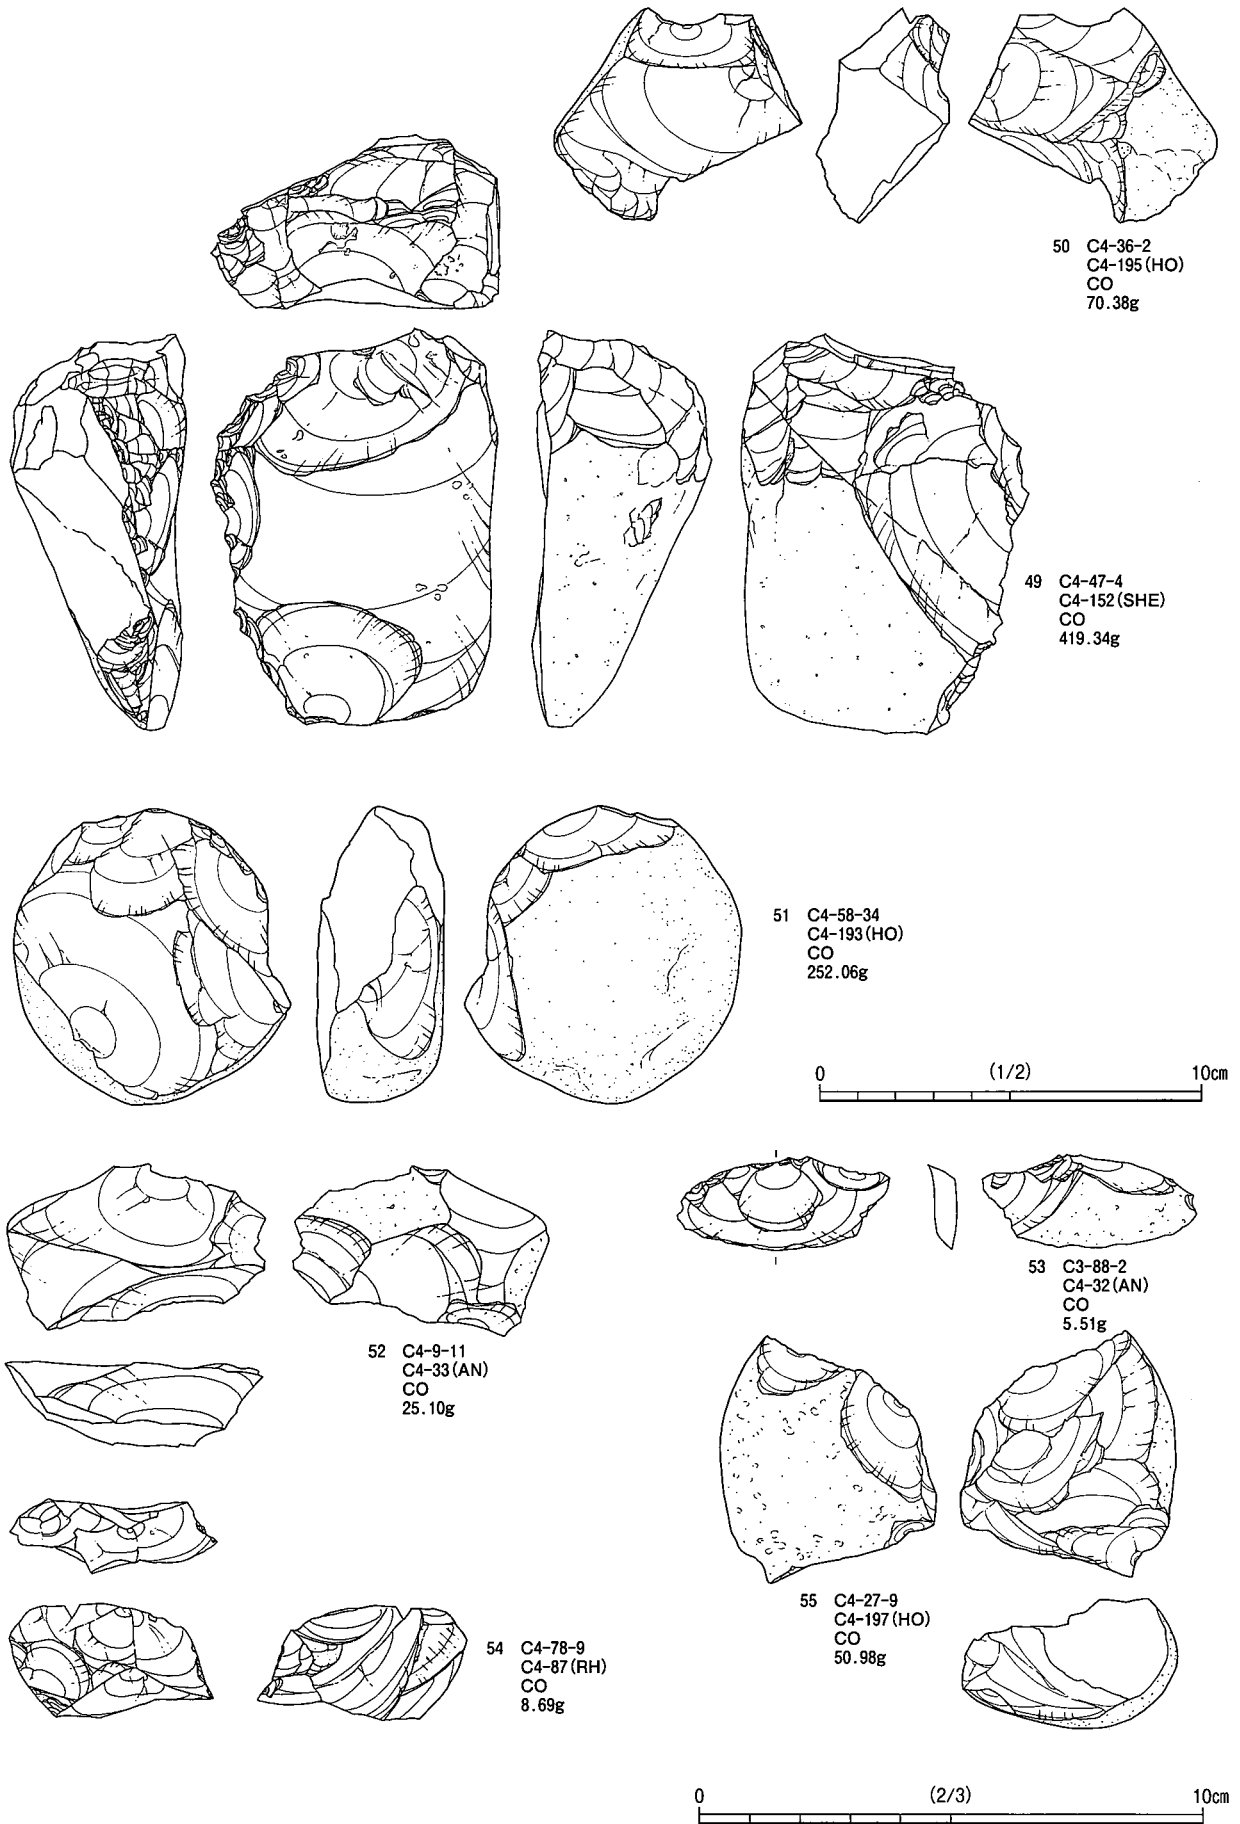 50 C4-36-2
C4-195(HO)
CO
70.38g
49 C4-47-4
C4-152(SHE)
CO
419.34g
51 C4-58-34
C4-193(HO)
CO
252.06g
0 (1/2) 10cm
53 C3-88-2
C4-32(AN)
CO
5.51g
52 C4-9-11
C4-33(AN)
CO
25.10g
55 C4-27-9
C4-197(HO)
CO
50.98g
54 C4-78-9
C4-87(RH)
CO
8.69g
0 (2/3) 10cm